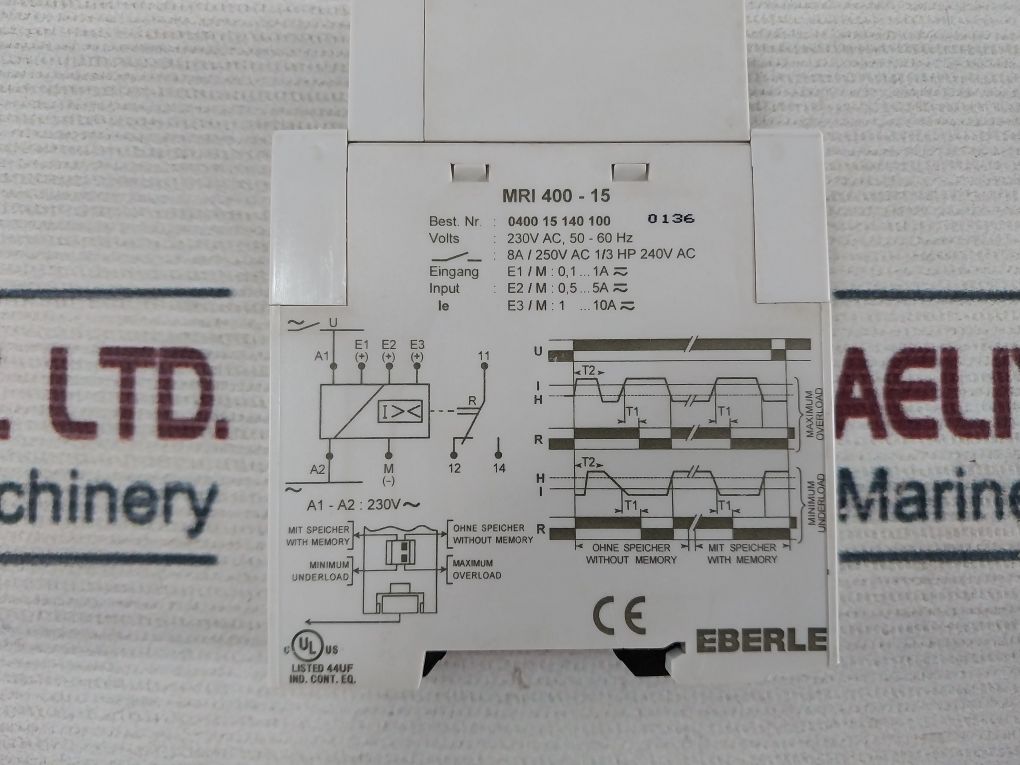 MRI 400 - 15
Best. Nr. : 0400 15 140 100 0136
Volts : 230V AC, 50 - 60 Hz
: 8A / 250V AC 1/3 HP 240V AC
Eingang E1 / M : 0,1 ... 1A
Input : E2 / M : 0,5 ... 5A
Ie E3 / M : 1 ... 10A
~ U
A1 E1 (+) E2 (+) E3 (+) 11
I >< R
A2 M (-) 12 14
~
A1 - A2 : 230V ~
MIT SPEICHER
WITH MEMORY
OHNE SPEICHER
WITHOUT MEMORY
MINIMUM
UNDERLOAD
MAXIMUM
OVERLOAD
U
T2
I
H
T1 T1
R
MAXIMUM
OVERLOAD
T2
H
I
T1 T1
R
MINIMUM
UNDERLOAD
OHNE SPEICHER
WITHOUT MEMORY
MIT SPEICHER
WITH MEMORY
CE
EBERLE
C UL US
LISTED 44UF
IND. CONT. EQ.
. LTD.
chinery
AELIY
Marine